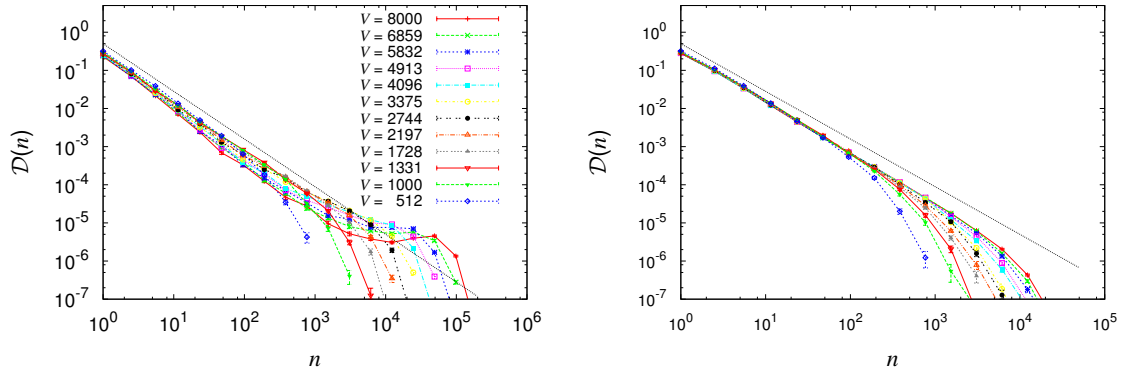 V = 8000
V = 6859
V = 5832
V = 4913
V = 4096
V = 3375
V = 2744
V = 2197
V = 1728
V = 1331
V = 1000
V = 512
10^0
10^-1
10^-2
10^-3
10^-4
10^-5
10^-6
10^-7
D(n)
10^0 10^1 10^2 10^3 10^4 10^5 10^6
n
10^0
10^-1
10^-2
10^-3
10^-4
10^-5
10^-6
10^-7
D(n)
10^0 10^1 10^2 10^3 10^4 10^5
n